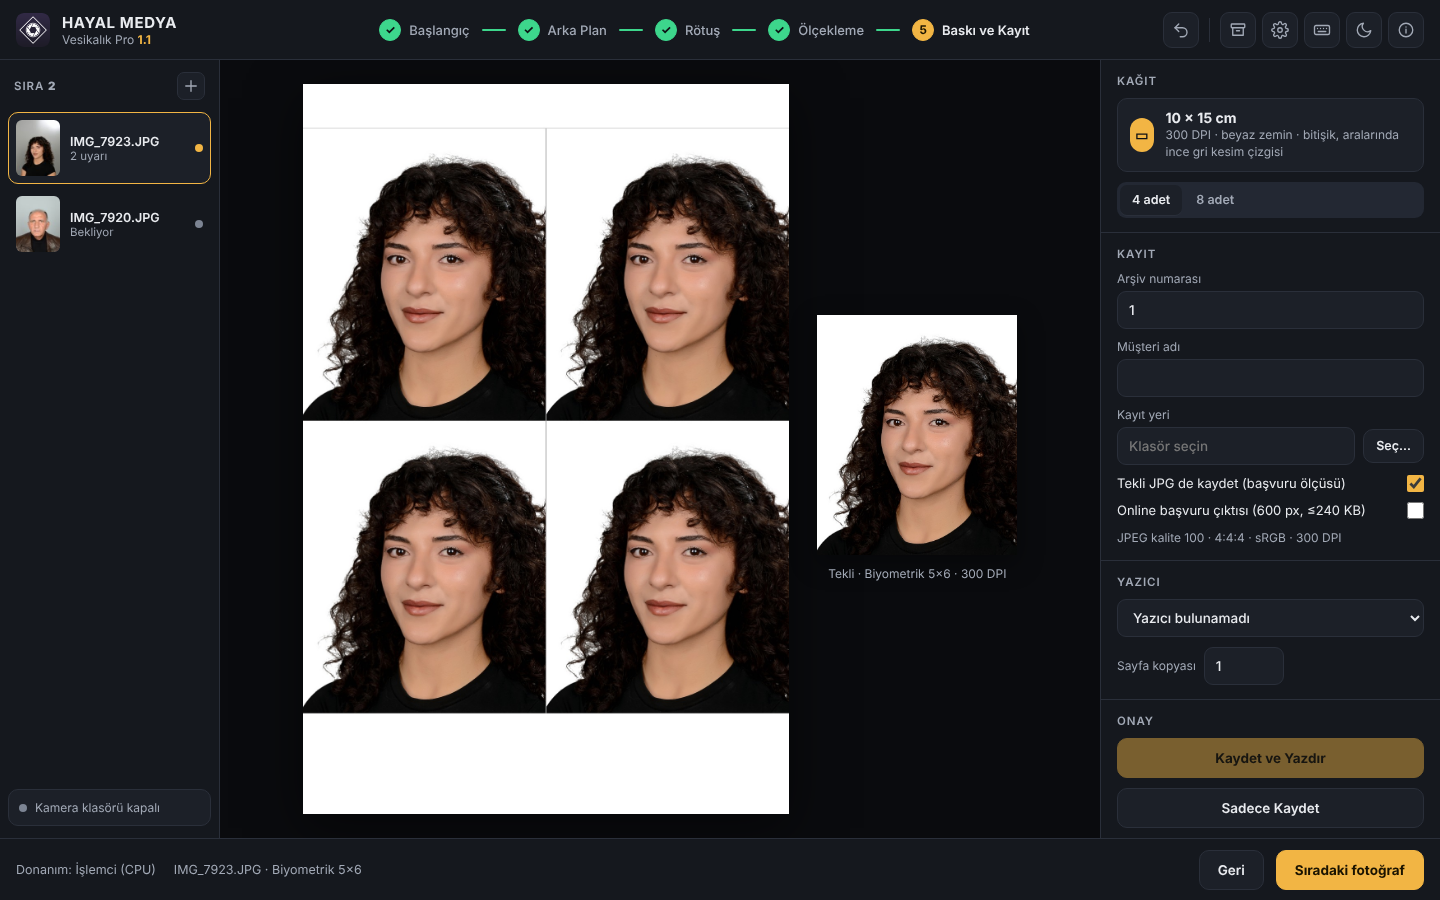 HAYAL MEDYA
Vesikalık Pro 1.1
Başlangıç
Arka Plan
Rötuş
Ölçekleme
5
Baskı ve Kayıt
SIRA 2
IMG_7923.JPG
2 uyarı
IMG_7920.JPG
Bekliyor
Kamera klasörü kapalı
Tekli · Biyometrik 5×6 · 300 DPI
KAĞIT
10 × 15 cm
300 DPI · beyaz zemin · bitişik, aralarında
ince gri kesim çizgisi
4 adet
8 adet
KAYIT
Arşiv numarası
1
Müşteri adı
Kayıt yeri
Klasör seçin
Seç...
Tekli JPG de kaydet (başvuru ölçüsü)
Online başvuru çıktısı (600 px, ≤240 KB)
JPEG kalite 100 · 4:4:4 · sRGB · 300 DPI
YAZICI
Yazıcı bulunamadı
Sayfa kopyası
1
ONAY
Kaydet ve Yazdır
Sadece Kaydet
Donanım: İşlemci (CPU)
IMG_7923.JPG · Biyometrik 5×6
Geri
Sıradaki fotoğraf